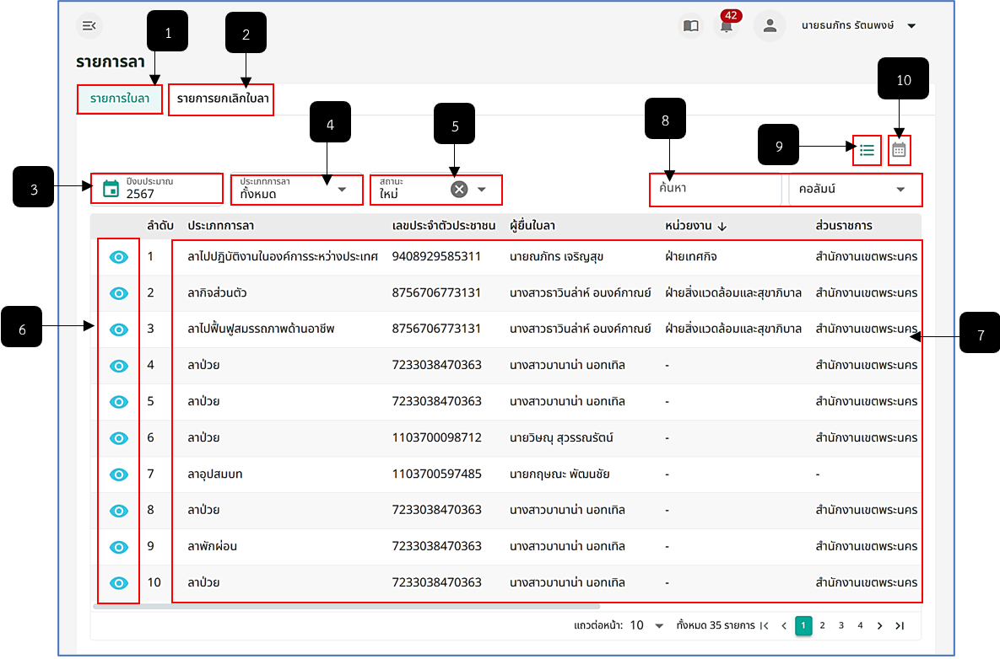 42
นายธนภัทร รัตนพงษ์
1
2
รายการลา
10
รายการใบลา
รายการยกเลิกใบลา
4
5
8
9
3
ปีงบประมาณ
2567
ประเภทการลา
ทั้งหมด
สถานะ
ใหม่
ค้นหา
คอลัมน์
ลำดับ ประเภทการลา เลขประจำตัวประชาชน ผู้ยื่นใบลา หน่วยงาน ส่วนราชการ
1 ลาไปปฏิบัติงานในองค์การระหว่างประเทศ 9408929585311 นายณภัทร เจริญสุข ฝ่ายเทศกิจ สำนักงานเขตพระนคร
2 ลากิจส่วนตัว 8756706773131 นางสาวธาวินล่าห์ อนงค์กาณย์ ฝ่ายสิ่งแวดล้อมและสุขาภิบาล สำนักงานเขตพระนคร
3 ลาไปฟื้นฟูสมรรถภาพด้านอาชีพ 8756706773131 นางสาวธาวินล่าห์ อนงค์กาณย์ ฝ่ายสิ่งแวดล้อมและสุขาภิบาล สำนักงานเขตพระนคร
6
7
4 ลาป่วย 7233038470363 นางสาวบานาน่า นอทเทิล - สำนักงานเขตพระนคร
5 ลาป่วย 7233038470363 นางสาวบานาน่า นอทเทิล - สำนักงานเขตพระนคร
6 ลาป่วย 1103700098712 นายวิษณุ สุวรรณรัตน์ - สำนักงานเขตพระนคร
7 ลาอุปสมบท 1103700597485 นายกฤษณะ พัฒนชัย - -
8 ลาป่วย 7233038470363 นางสาวบานาน่า นอทเทิล - สำนักงานเขตพระนคร
9 ลาพักผ่อน 7233038470363 นางสาวบานาน่า นอทเทิล - สำนักงานเขตพระนคร
10 ลาป่วย 7233038470363 นางสาวบานาน่า นอทเทิล - สำนักงานเขตพระนคร
แถวต่อหน้า: 10 ทั้งหมด 35 รายการ 1 2 3 4